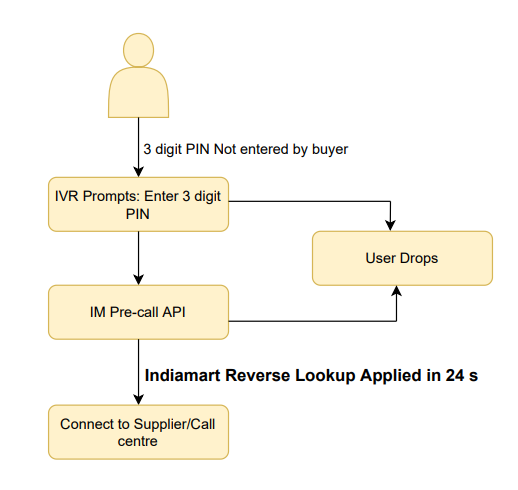 3 digit PIN Not entered by buyer
IVR Prompts: Enter 3 digit
PIN
User Drops
IM Pre-call API
Indiamart Reverse Lookup Applied in 24 s
Connect to Supplier/Call
centre